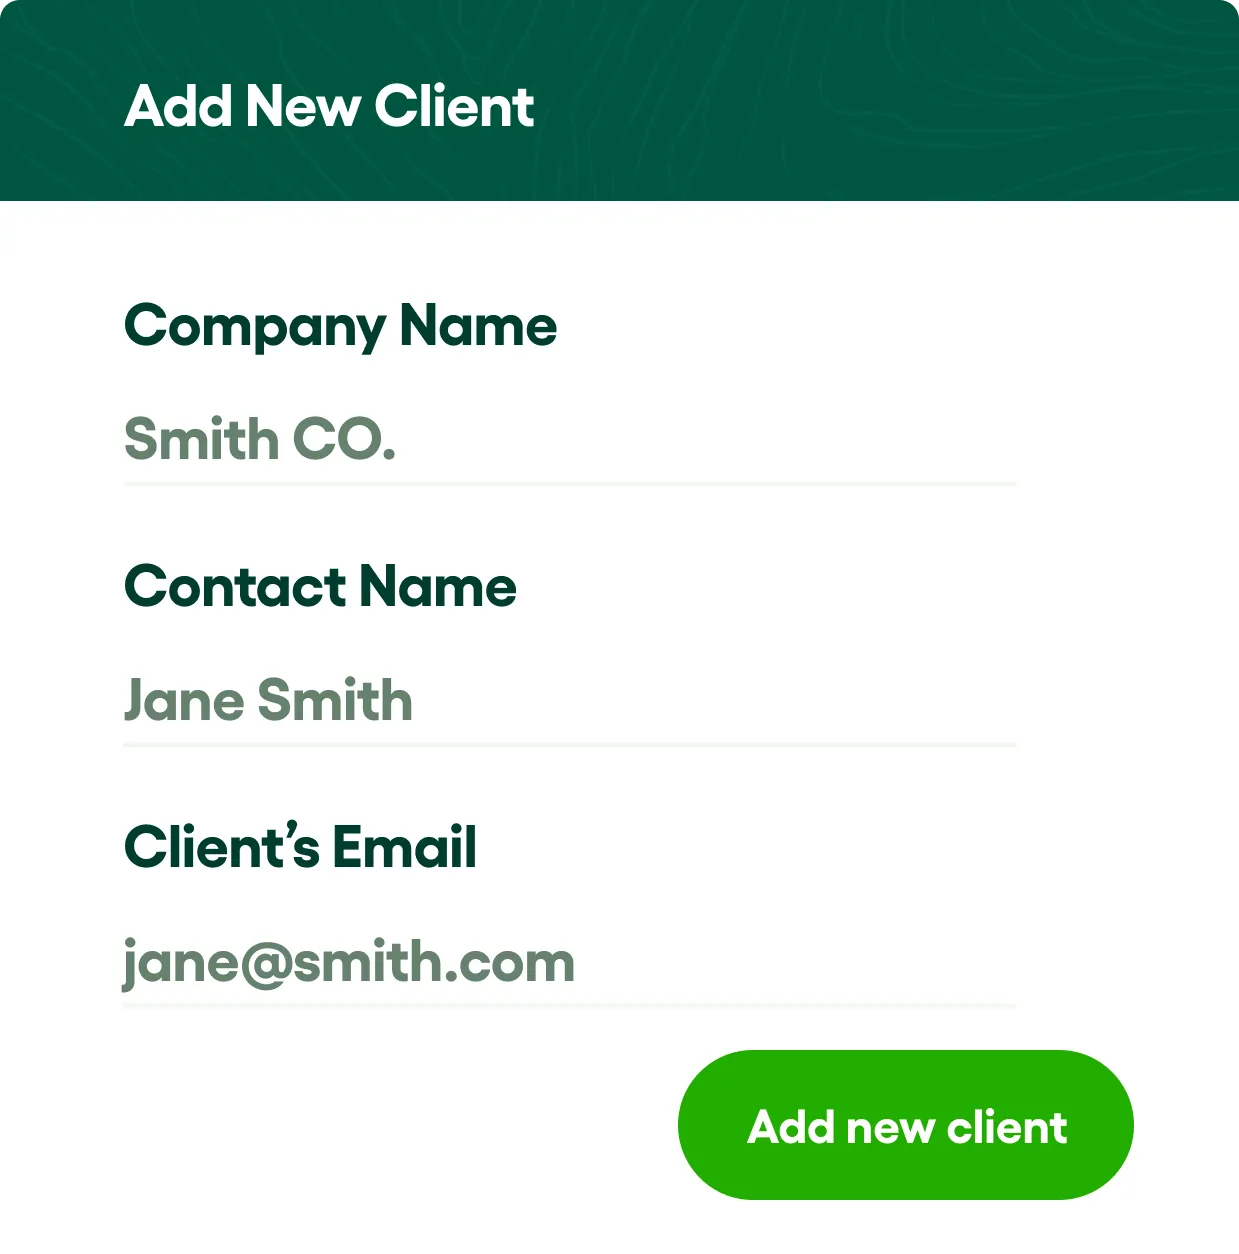 Add New Client
Company Name
Smith CO.
Contact Name
Jane Smith
Client’s Email
jane@smith.com
Add new client